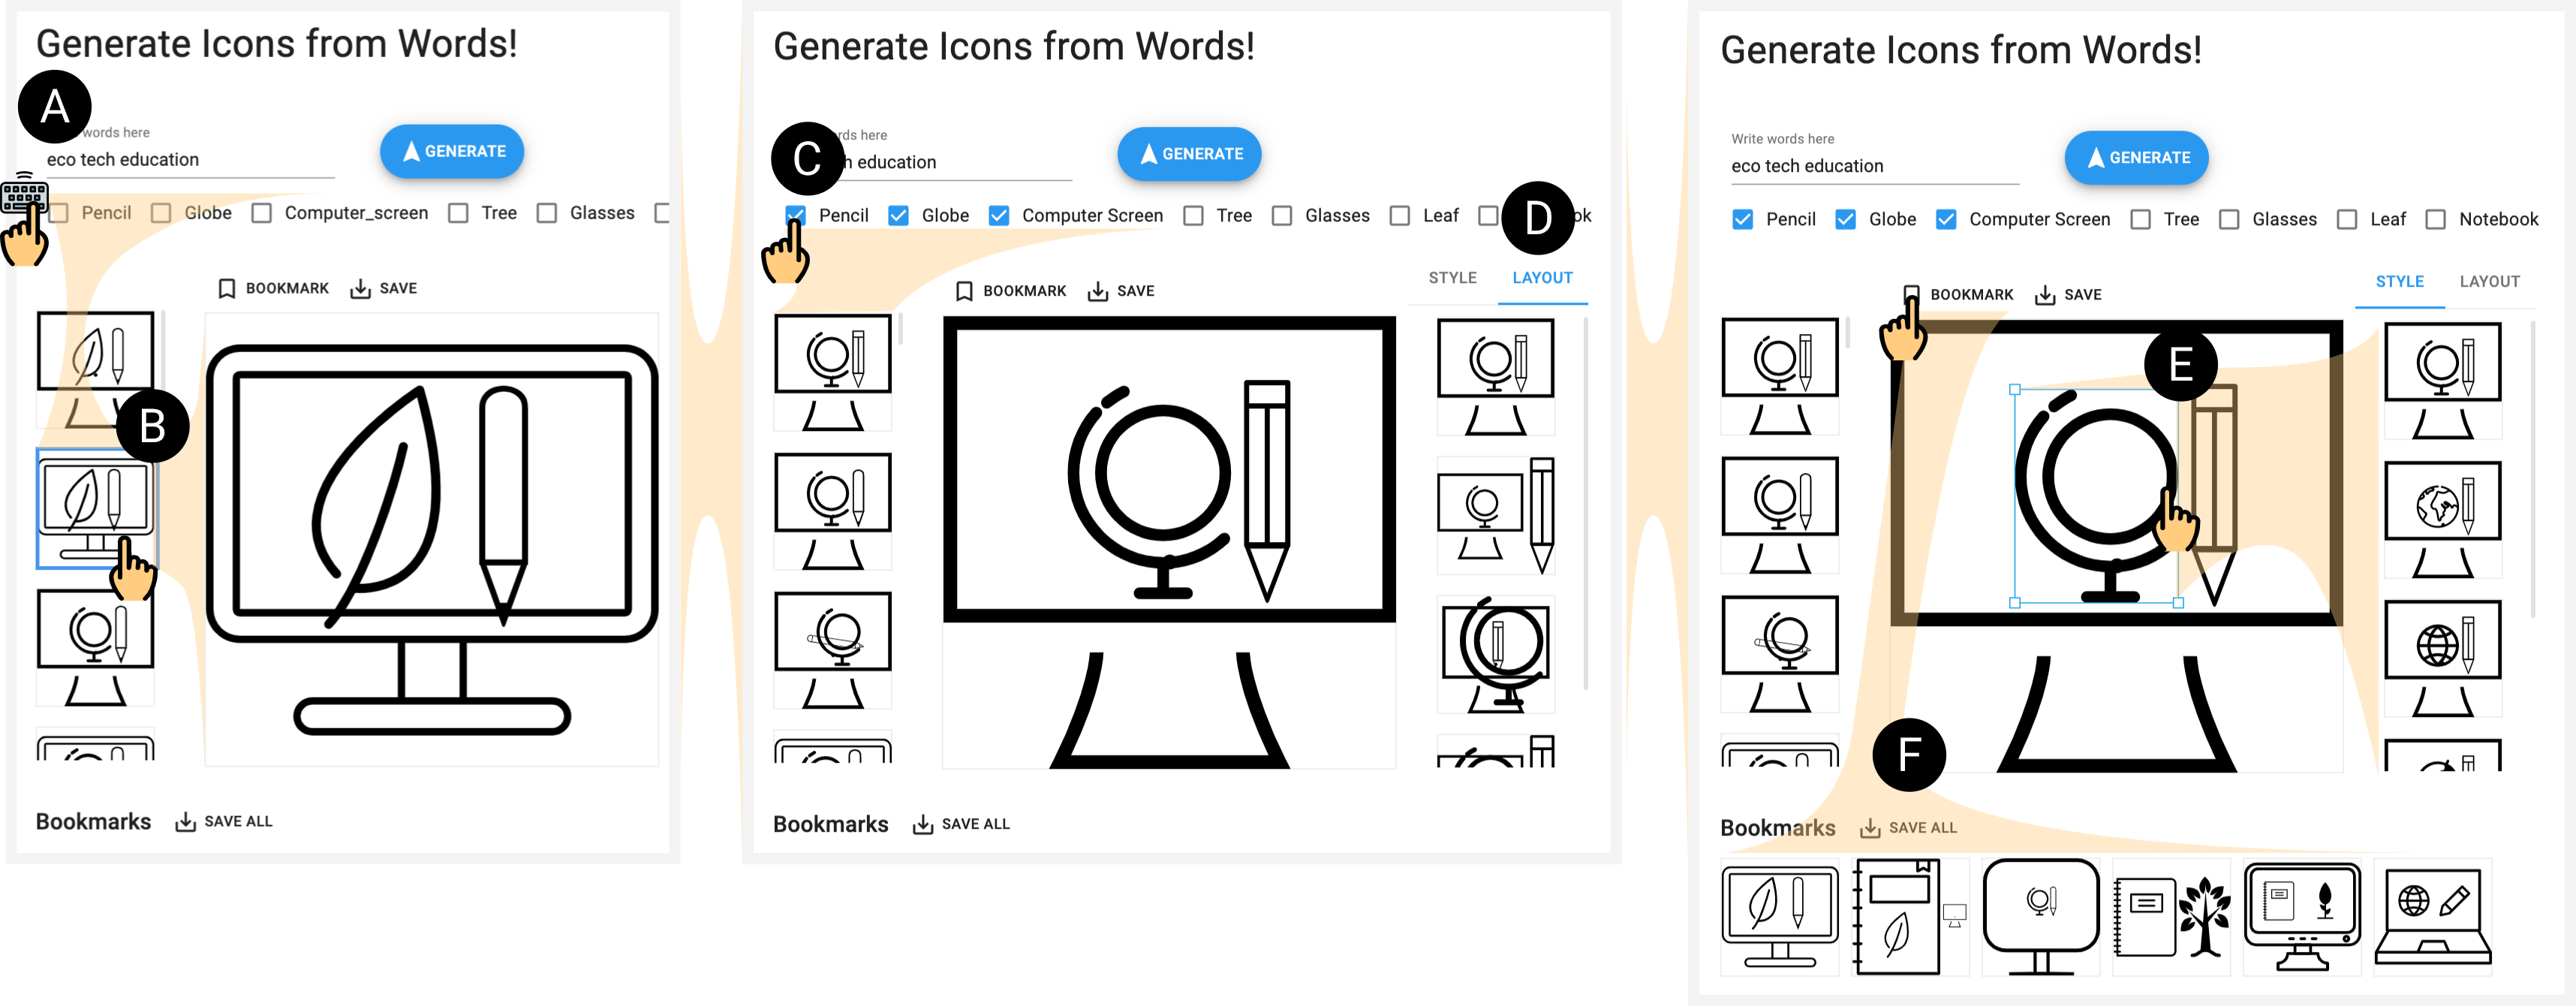 Generate Icons from Words!
A
words here
eco tech education
GENERATE
Pencil Globe Computer_screen Tree Glasses
BOOKMARK SAVE
B
Bookmarks SAVE ALL
Generate Icons from Words!
C
rds here
h education
GENERATE
Pencil Globe Computer Screen Tree Glasses Leaf ok
D
BOOKMARK SAVE
STYLE LAYOUT
Bookmarks SAVE ALL
Generate Icons from Words!
Write words here
eco tech education
GENERATE
Pencil Globe Computer Screen Tree Glasses Leaf Notebook
BOOKMARK SAVE
STYLE LAYOUT
E
F
Bookmarks SAVE ALL